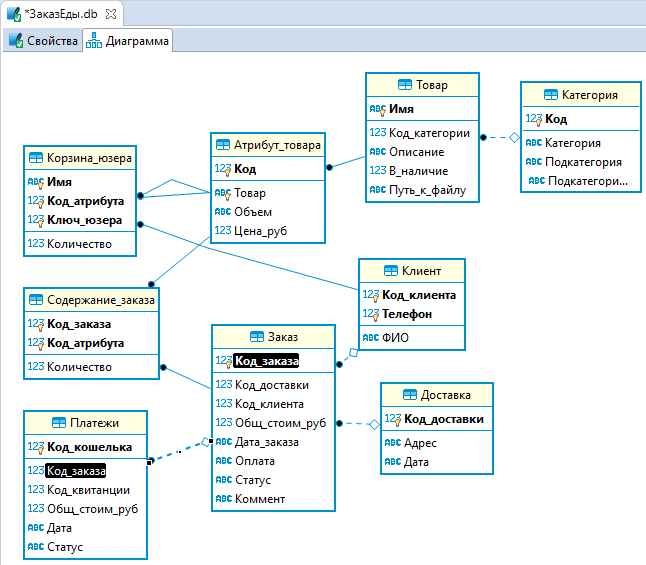 *ЗаказЕды.db
Свойства
Диаграмма
Товар
ABC Имя
123 Код_категории
ABC Описание
123 В_наличие
ABC Путь_к_файлу
Категория
123 Код
ABC Категория
ABC Подкатегория
123 Подкатегори...
Атрибут_товара
123 Код
ABC Товар
ABC Объем
123 Цена_руб
Корзина_юзера
ABC Имя
123 Код_атрибута
123 Ключ_юзера
123 Количество
Клиент
123 Код_клиента
123 Телефон
ABC ФИО
Содержание_заказа
123 Код_заказа
123 Код_атрибута
123 Количество
Заказ
123 Код_заказа
123 Код_доставки
123 Код_клиента
123 Общ_стоим_руб
ABC Дата_заказа
ABC Оплата
ABC Статус
ABC Коммент
Доставка
123 Код_доставки
ABC Адрес
ABC Дата
Платежи
123 Код_кошелька
123 Код_заказа
123 Код_квитанции
123 Общ_стоим_руб
ABC Дата
ABC Статус